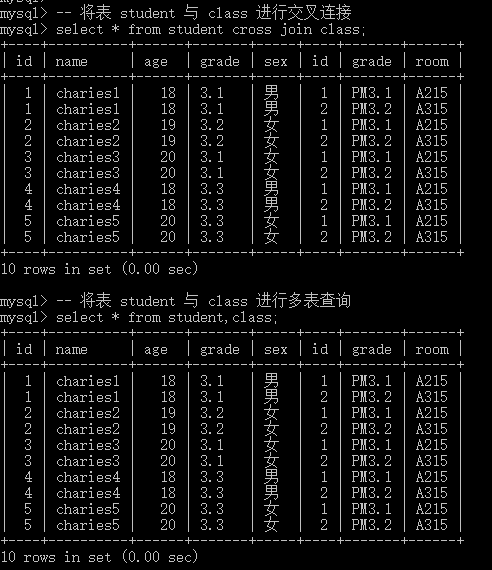 mysql> -- 将表 student 与 class 进行交叉连接
mysql> select * from student cross join class;
+----+----------+------+-------+------+----+-------+------+
| id | name     | age  | grade | sex  | id | grade | room |
+----+----------+------+-------+------+----+-------+------+
|  1 | charies1 |   18 | 3.1   | 男   |  1 | PM3.1 | A215 |
|  1 | charies1 |   18 | 3.1   | 男   |  2 | PM3.2 | A315 |
|  2 | charies2 |   19 | 3.2   | 女   |  1 | PM3.1 | A215 |
|  2 | charies2 |   19 | 3.2   | 女   |  2 | PM3.2 | A315 |
|  3 | charies3 |   20 | 3.1   | 女   |  1 | PM3.1 | A215 |
|  3 | charies3 |   20 | 3.1   | 女   |  2 | PM3.2 | A315 |
|  4 | charies4 |   18 | 3.3   | 男   |  1 | PM3.1 | A215 |
|  4 | charies4 |   18 | 3.3   | 男   |  2 | PM3.2 | A315 |
|  5 | charies5 |   20 | 3.3   | 女   |  1 | PM3.1 | A215 |
|  5 | charies5 |   20 | 3.3   | 女   |  2 | PM3.2 | A315 |
+----+----------+------+-------+------+----+-------+------+
10 rows in set (0.00 sec)
mysql> -- 将表 student 与 class 进行多表查询
mysql> select * from student,class;
+----+----------+------+-------+------+----+-------+------+
| id | name     | age  | grade | sex  | id | grade | room |
+----+----------+------+-------+------+----+-------+------+
|  1 | charies1 |   18 | 3.1   | 男   |  1 | PM3.1 | A215 |
|  1 | charies1 |   18 | 3.1   | 男   |  2 | PM3.2 | A315 |
|  2 | charies2 |   19 | 3.2   | 女   |  1 | PM3.1 | A215 |
|  2 | charies2 |   19 | 3.2   | 女   |  2 | PM3.2 | A315 |
|  3 | charies3 |   20 | 3.1   | 女   |  1 | PM3.1 | A215 |
|  3 | charies3 |   20 | 3.1   | 女   |  2 | PM3.2 | A315 |
|  4 | charies4 |   18 | 3.3   | 男   |  1 | PM3.1 | A215 |
|  4 | charies4 |   18 | 3.3   | 男   |  2 | PM3.2 | A315 |
|  5 | charies5 |   20 | 3.3   | 女   |  1 | PM3.1 | A215 |
|  5 | charies5 |   20 | 3.3   | 女   |  2 | PM3.2 | A315 |
+----+----------+------+-------+------+----+-------+------+
10 rows in set (0.00 sec)